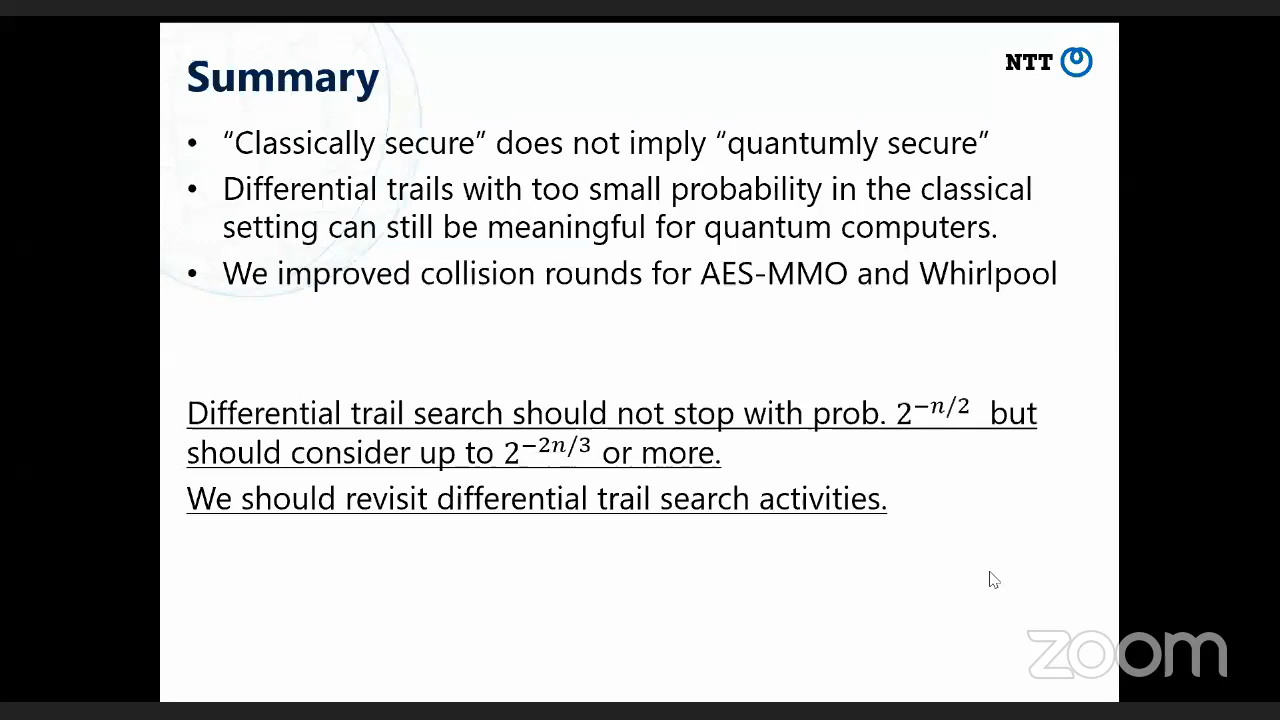 Summary
NTT
• “Classically secure” does not imply “quantumly secure”
• Differential trails with too small probability in the classical
setting can still be meaningful for quantum computers.
• We improved collision rounds for AES-MMO and Whirlpool
Differential trail search should not stop with prob. 2^{−n/2} but
should consider up to 2^{−2n/3} or more.
We should revisit differential trail search activities.
zoom